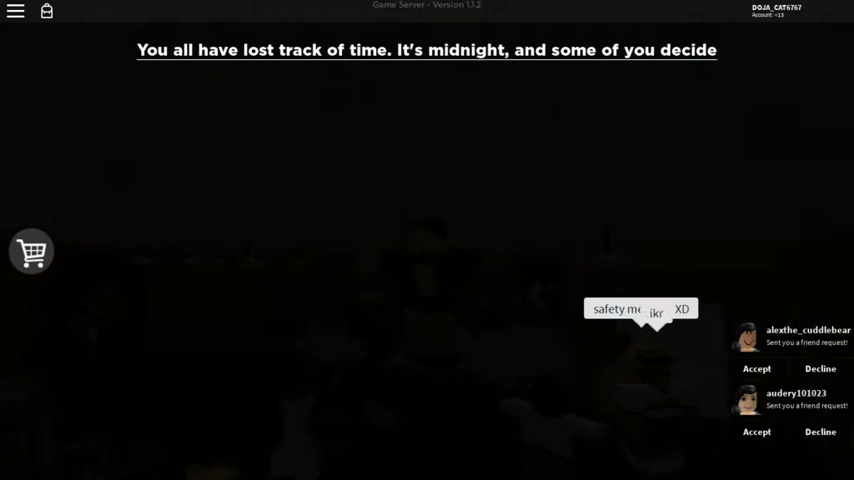 Game Server - Version 1.1.2
DOJA_CAT6767
Account: <13
You all have lost track of time. It's midnight, and some of you decide
safety
ikr
XD
alexthe_cuddlebear
Sent you a friend request!
Accept Decline
audery101023
Sent you a friend request!
Accept Decline